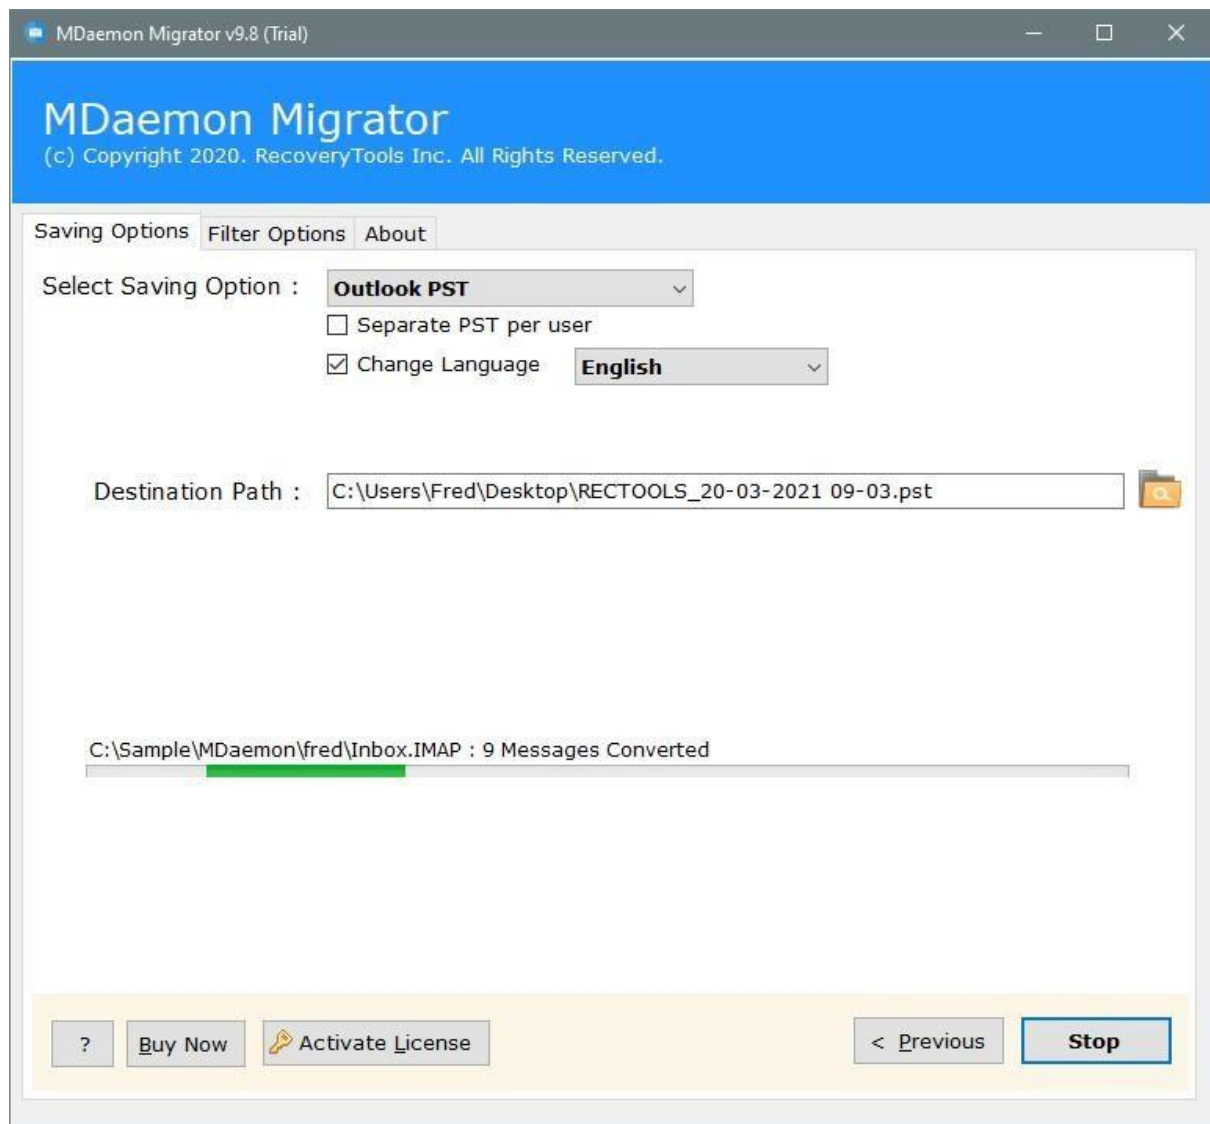 MDaemon Migrator v9.8 (Trial)
MDaemon Migrator
(c) Copyright 2020. RecoveryTools Inc. All Rights Reserved.
Saving Options Filter Options About
Select Saving Option : Outlook PST
Separate PST per user
Change Language English
Destination Path : C:\Users\Fred\Desktop\RECTOOLS_20-03-2021 09-03.pst
C:\Sample\MDaemon\fred\Inbox.IMAP : 9 Messages Converted
? Buy Now Activate License < Previous Stop